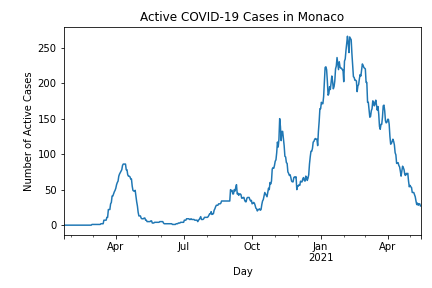 Active COVID-19 Cases in Monaco
Number of Active Cases
250
200
150
100
50
0
Apr
Jul
Oct
Jan
2021
Apr
Day